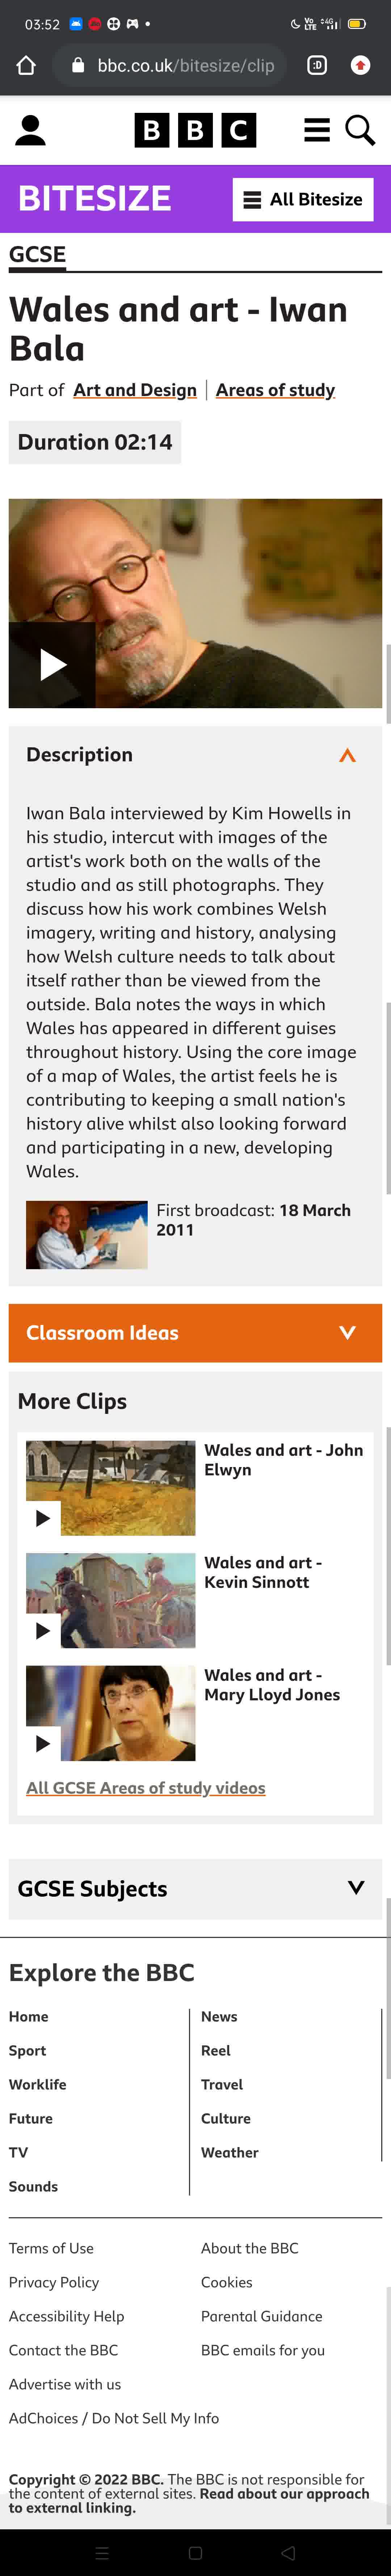 03:52
Vo LTE 4G
bbc.co.uk/bitesize/clip
:D
BBC
BITESIZE
All Bitesize
GCSE
Wales and art - Iwan
Bala
Part of Art and Design | Areas of study
Duration 02:14
Description
Iwan Bala interviewed by Kim Howells in
his studio, intercut with images of the
artist's work both on the walls of the
studio and as still photographs. They
discuss how his work combines Welsh
imagery, writing and history, analysing
how Welsh culture needs to talk about
itself rather than be viewed from the
outside. Bala notes the ways in which
Wales has appeared in different guises
throughout history. Using the core image
of a map of Wales, the artist feels he is
contributing to keeping a small nation's
history alive whilst also looking forward
and participating in a new, developing
Wales.
First broadcast: 18 March
2011
Classroom Ideas
More Clips
Wales and art - John
Elwyn
Wales and art -
Kevin Sinnott
Wales and art -
Mary Lloyd Jones
All GCSE Areas of study videos
GCSE Subjects
Explore the BBC
Home
News
Sport
Reel
Worklife
Travel
Future
Culture
TV
Weather
Sounds
Terms of Use
About the BBC
Privacy Policy
Cookies
Accessibility Help
Parental Guidance
Contact the BBC
BBC emails for you
Advertise with us
AdChoices / Do Not Sell My Info
Copyright © 2022 BBC. The BBC is not responsible for
the content of external sites. Read about our approach
to external linking.